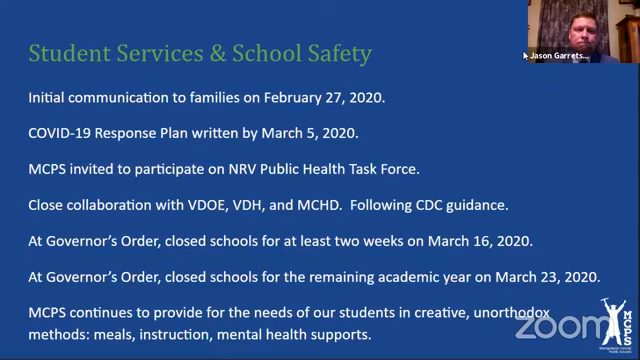 Jason Garrets...
Student Services & School Safety
Initial communication to families on February 27, 2020.
COVID-19 Response Plan written by March 5, 2020.
MCPS invited to participate on NRV Public Health Task Force.
Close collaboration with VDOE, VDH, and MCHD. Following CDC guidance.
At Governor’s Order, closed schools for at least two weeks on March 16, 2020.
At Governor’s Order, closed schools for the remaining academic year on March 23, 2020.
MCPS continues to provide for the needs of our students in creative, unorthodox
methods: meals, instruction, mental health supports.
zoom
MCPS